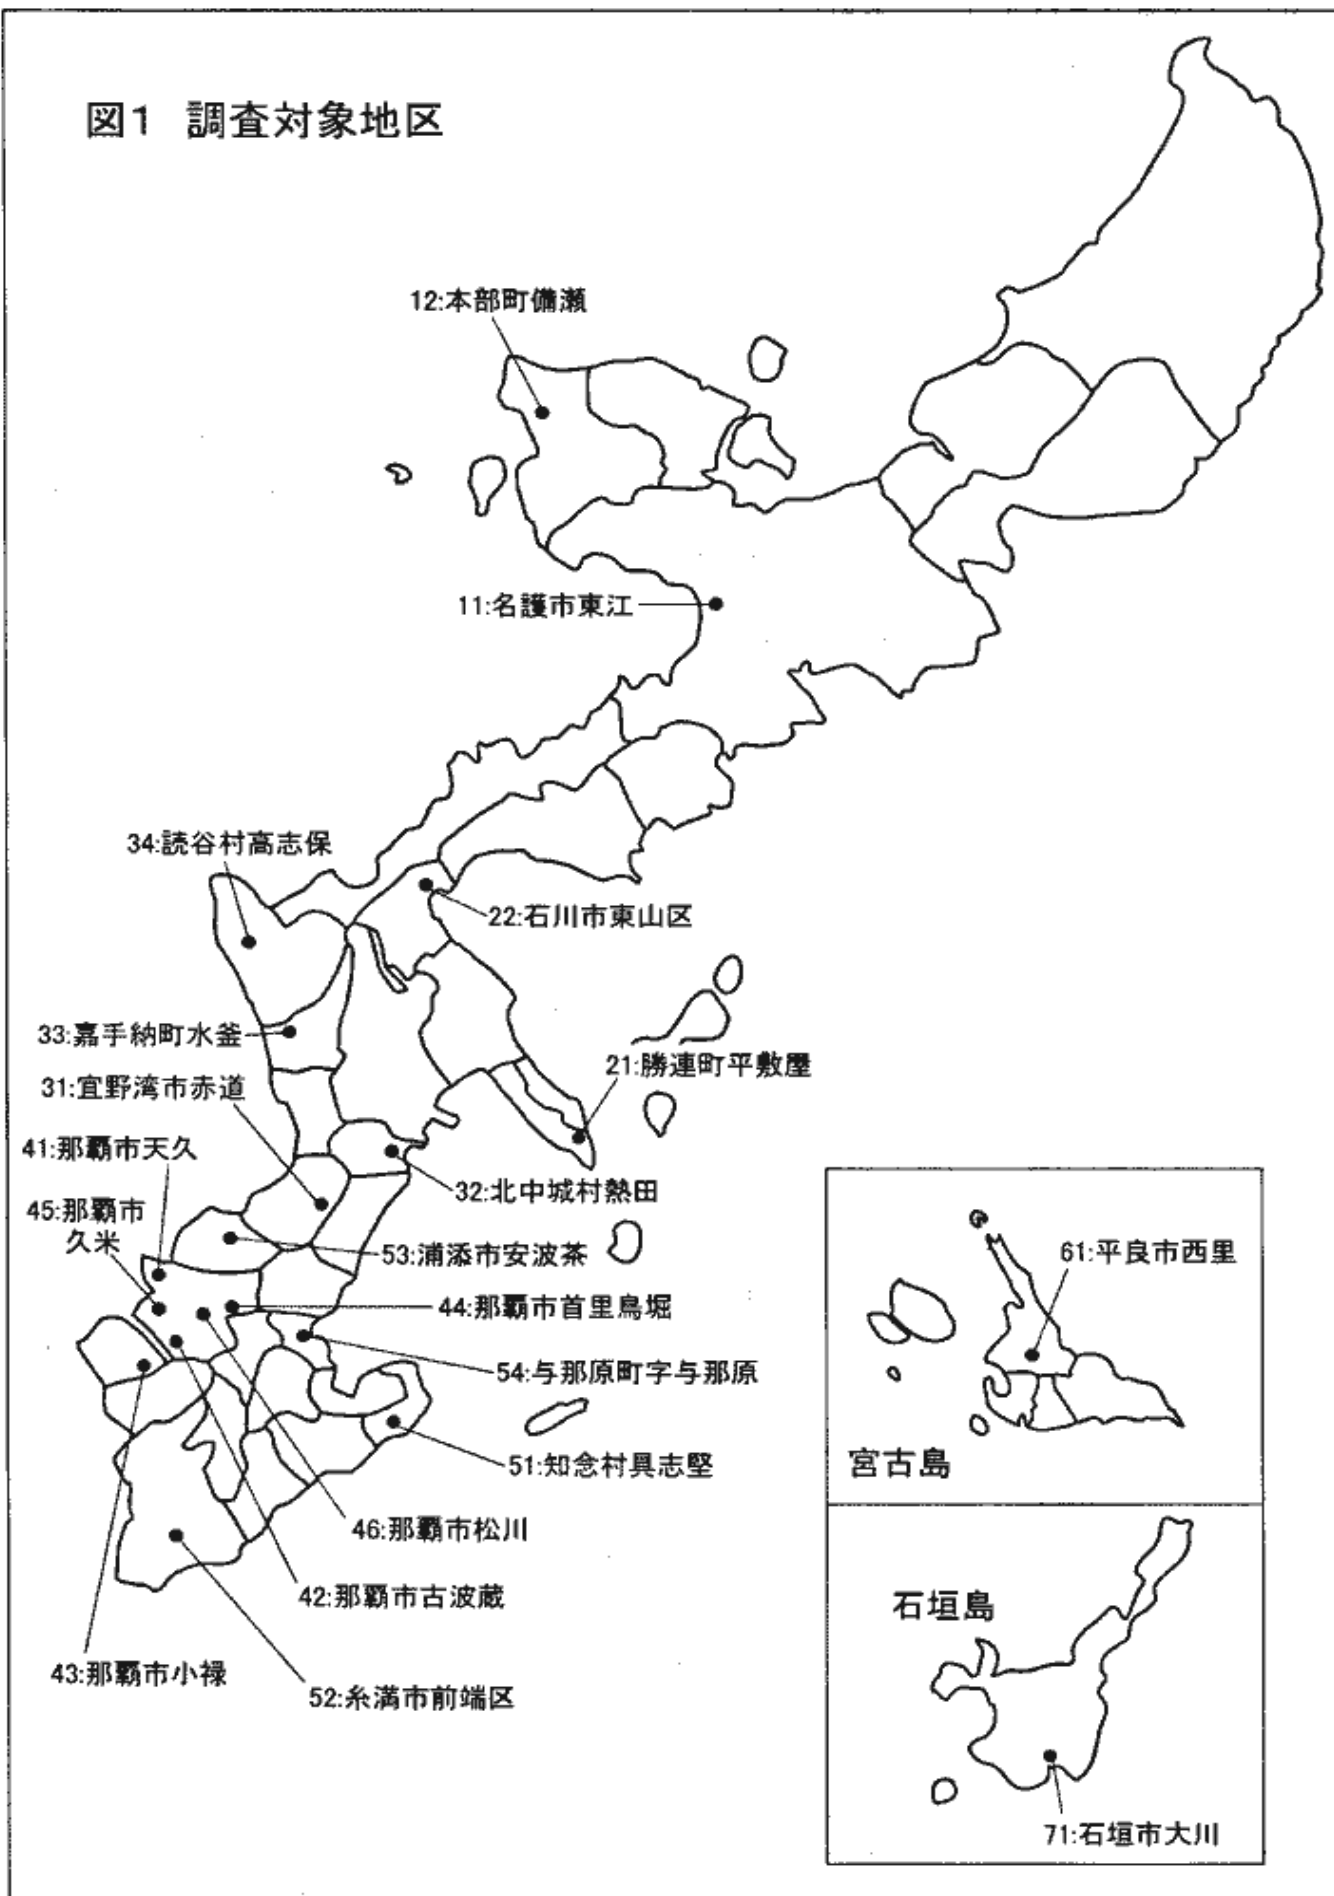 図1 調査対象地区
12:本部町備瀬
11:名護市東江
34:読谷村高志保
22:石川市東山区
33:嘉手納町水釜
21:勝連町平敷屋
31:宜野湾市赤道
41:那覇市天久
32:北中城村熱田
45:那覇市
久米
53:浦添市安波茶
61:平良市西里
44:那覇市首里鳥堀
54:与那原町字与那原
51:知念村具志堅
宮古島
46:那覇市松川
42:那覇市古波蔵
石垣島
43:那覇市小禄
52:糸満市前端区
71:石垣市大川